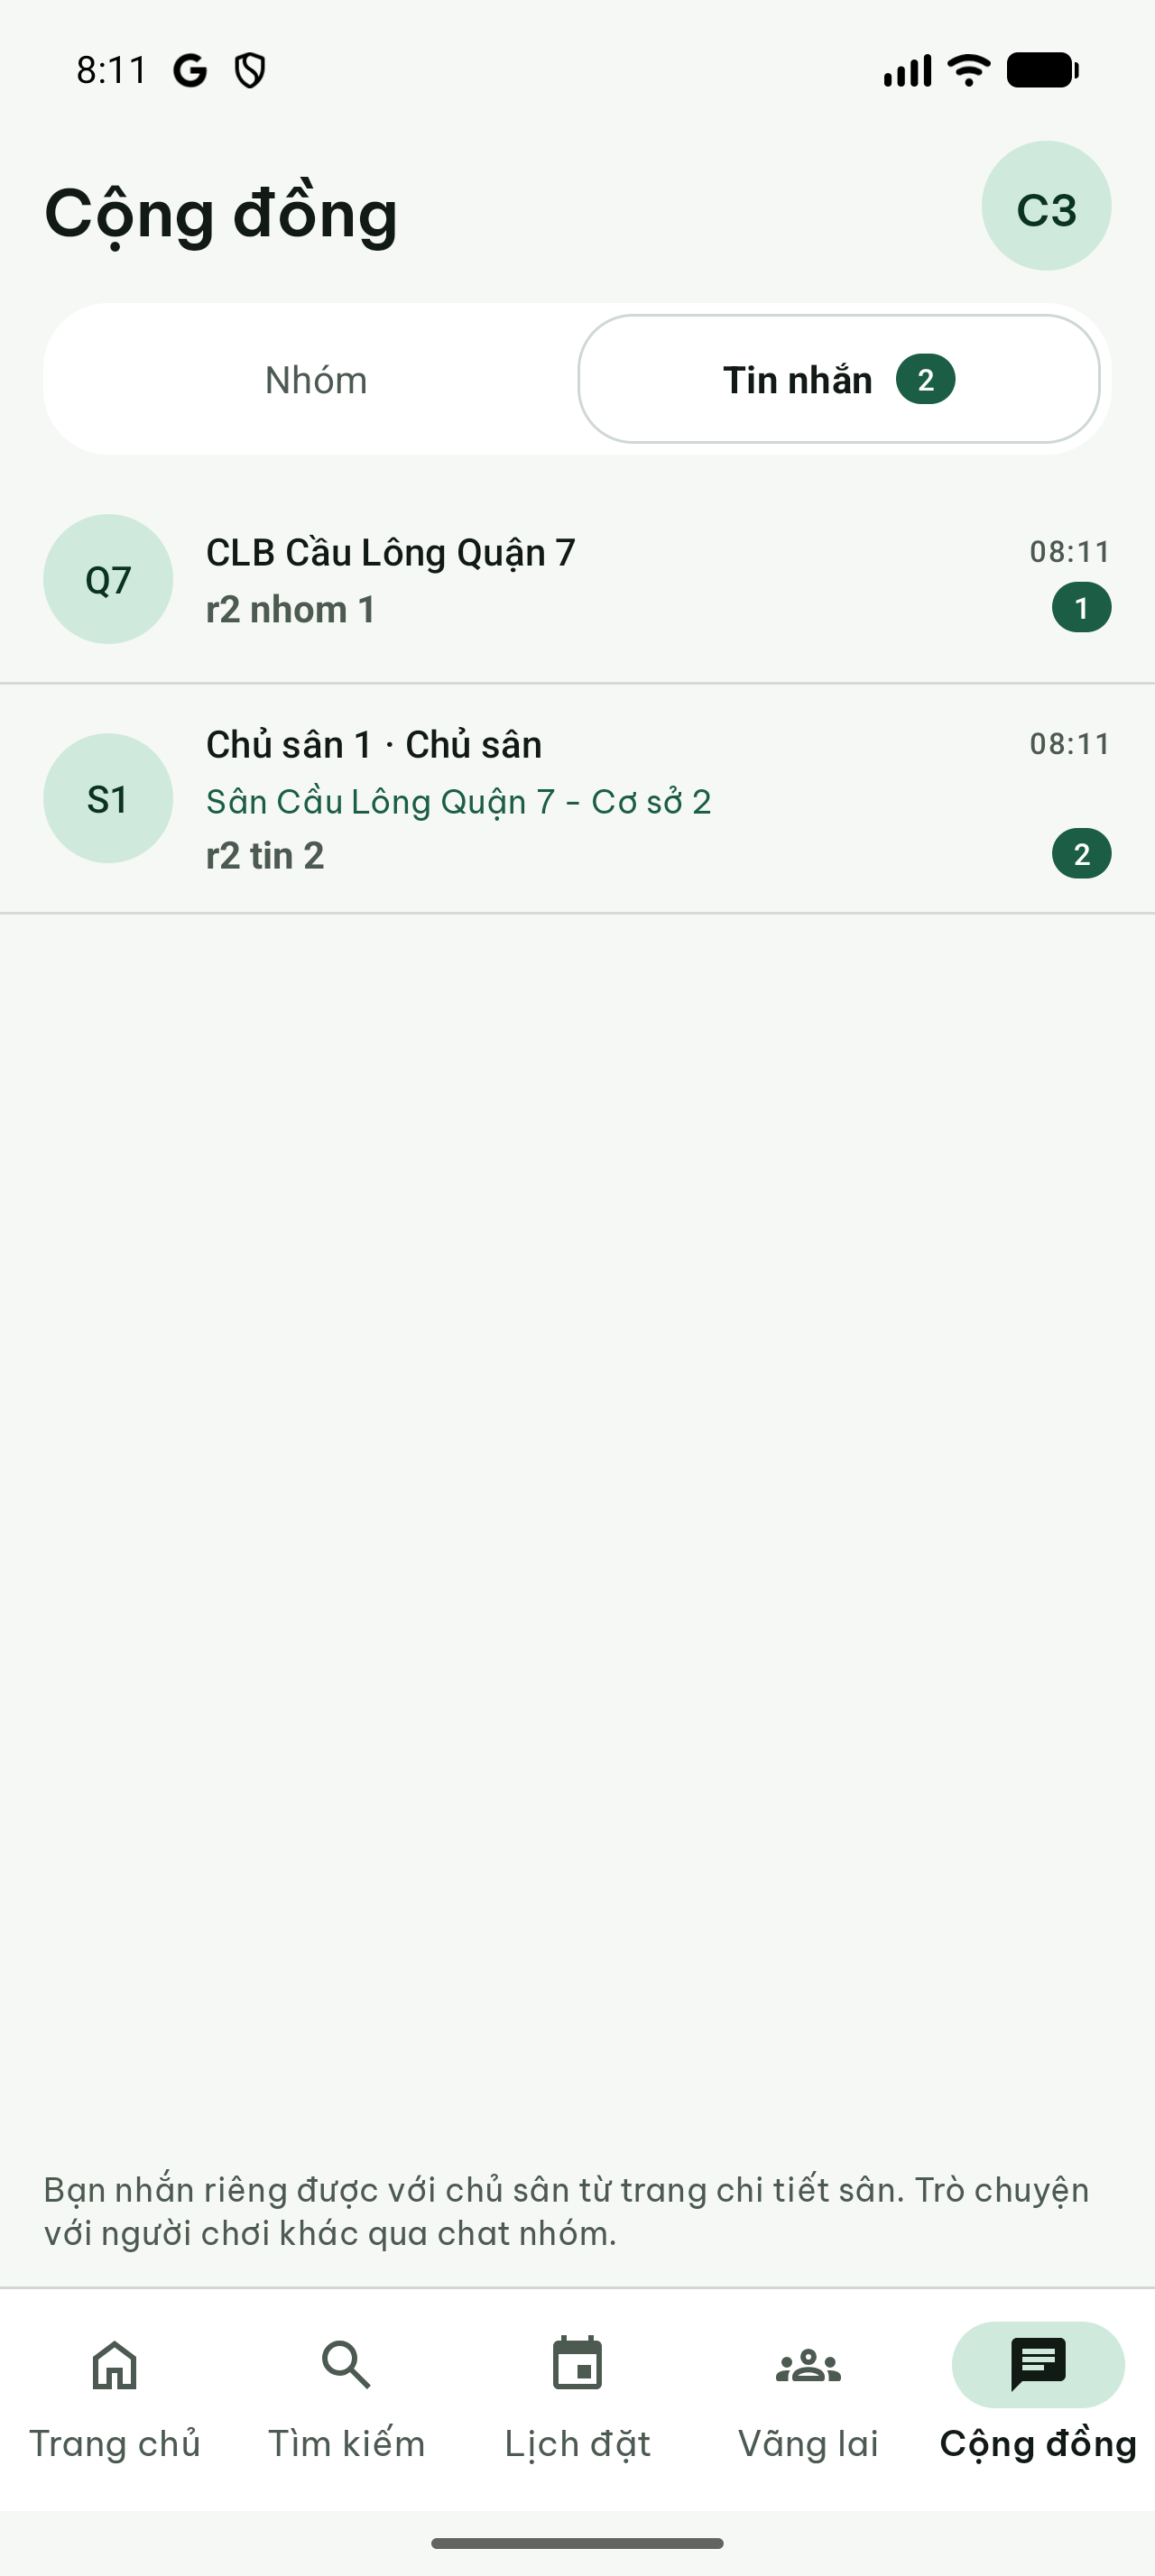 8:11
Cộng đồng
C3
Nhóm
Tin nhắn 2
Q7
CLB Cầu Lông Quận 7
08:11
r2 nhom 1
1
S1
Chủ sân 1 · Chủ sân
08:11
Sân Cầu Lông Quận 7 - Cơ sở 2
r2 tin 2
2
Bạn nhắn riêng được với chủ sân từ trang chi tiết sân. Trò chuyện
với người chơi khác qua chat nhóm.
Trang chủ
Tìm kiếm
Lịch đặt
Vãng lai
Cộng đồng